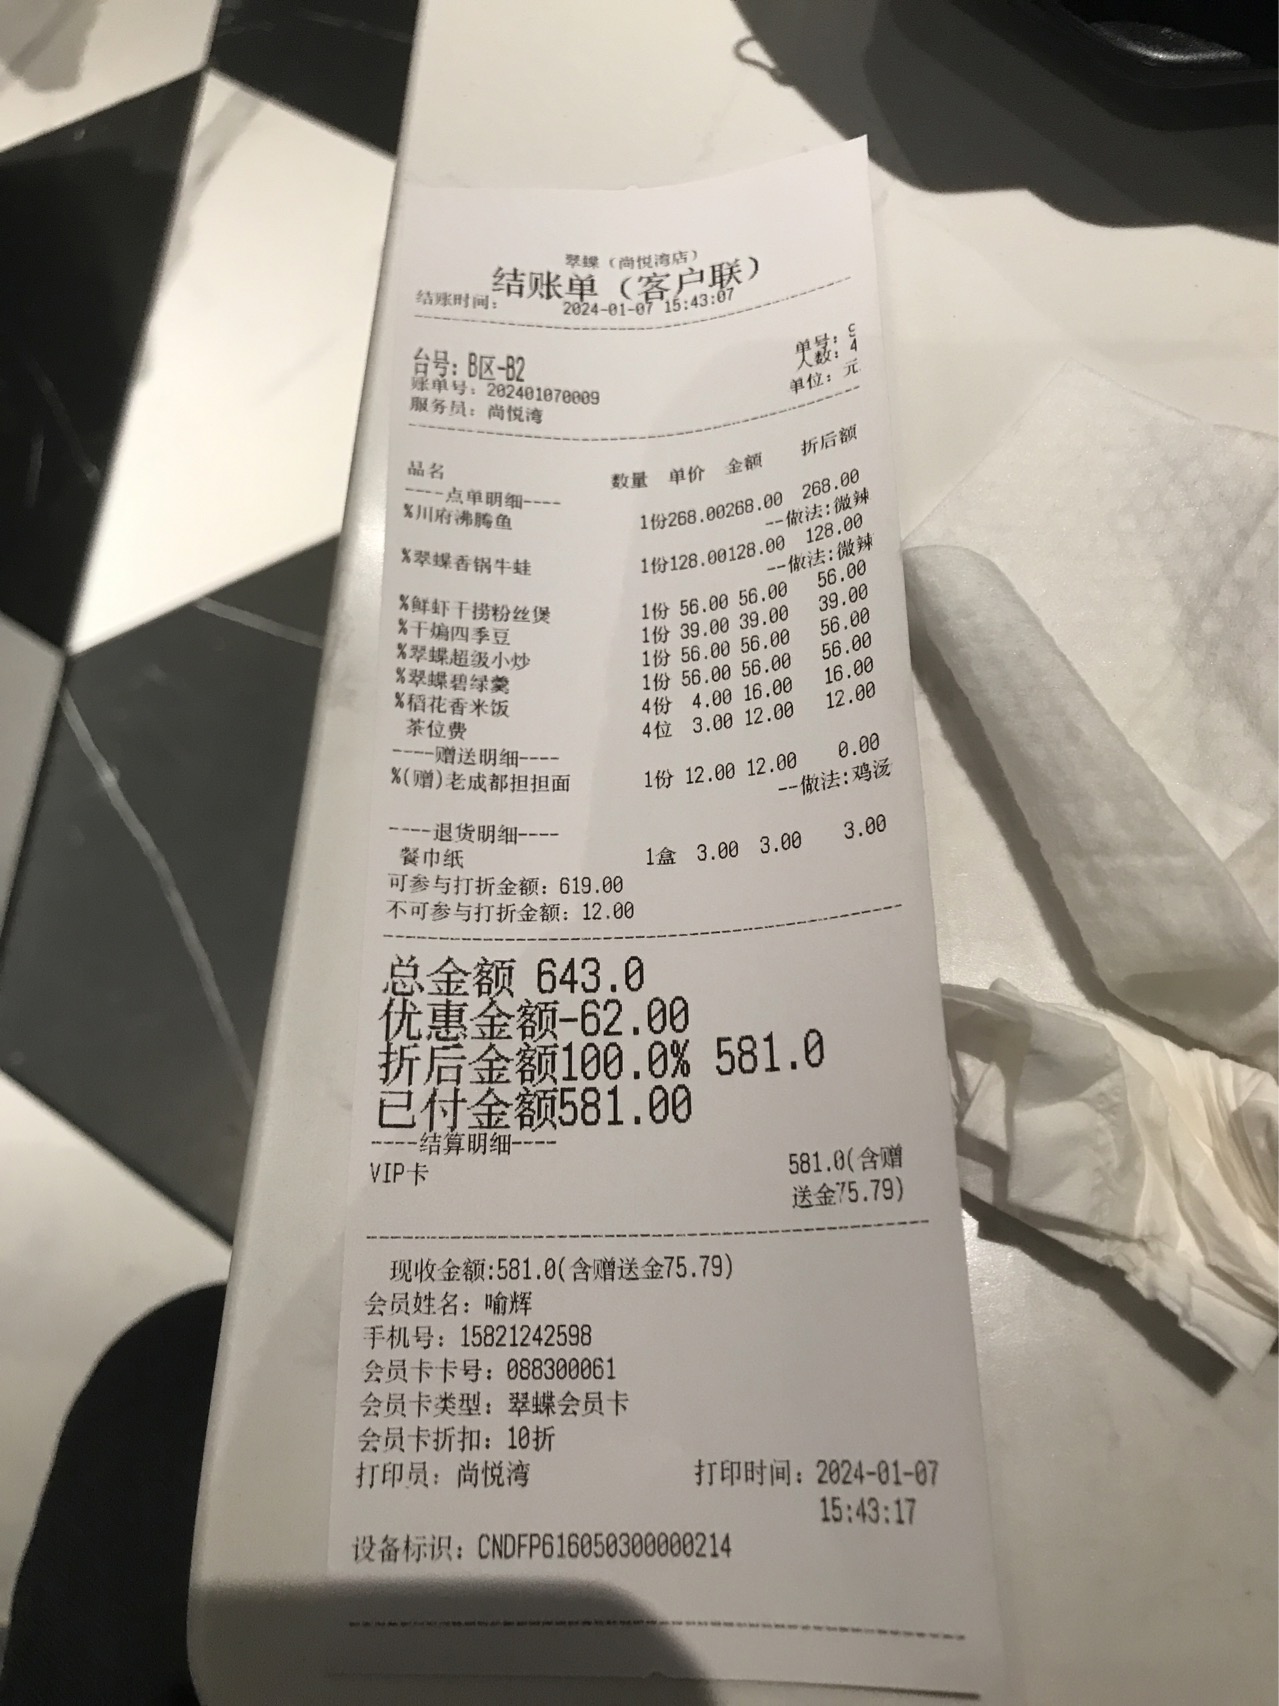 翠蝶（尚悦湾店）
结账单（客户联）
结账时间： 2024-01-07 15:43:07
单号：9
台号：B区-B2 人数：4
账单号：202401070009 单位：元
服务员：尚悦湾
品名 数量 单价 金额 折后额
----点单明细----
%川府沸腾鱼 1份268.00268.00 268.00
--做法:微辣
%翠蝶香锅牛蛙 1份128.00128.00 128.00
--做法:微辣
%鲜虾干捞粉丝煲 1份 56.00 56.00 56.00
%干煸四季豆 1份 39.00 39.00 39.00
%翠蝶超级小炒 1份 56.00 56.00 56.00
%翠蝶碧绿羹 1份 56.00 56.00 56.00
%稻花香米饭 4份 4.00 16.00 16.00
茶位费 4位 3.00 12.00 12.00
----赠送明细----
%(赠)老成都担担面 1份 12.00 12.00 0.00
--做法:鸡汤
----退货明细----
餐巾纸 1盒 3.00 3.00 3.00
可参与打折金额：619.00
不可参与打折金额：12.00
总金额 643.0
优惠金额-62.00
折后金额100.0% 581.0
已付金额581.00
----结算明细----
VIP卡 581.0(含赠
送金75.79)
现收金额:581.0(含赠送金75.79)
会员姓名：喻辉
手机号：15821242598
会员卡卡号：088300061
会员卡类型：翠蝶会员卡
会员卡折扣：10折
打印员：尚悦湾 打印时间：2024-01-07
15:43:17
设备标识：CNDFP616050300000214